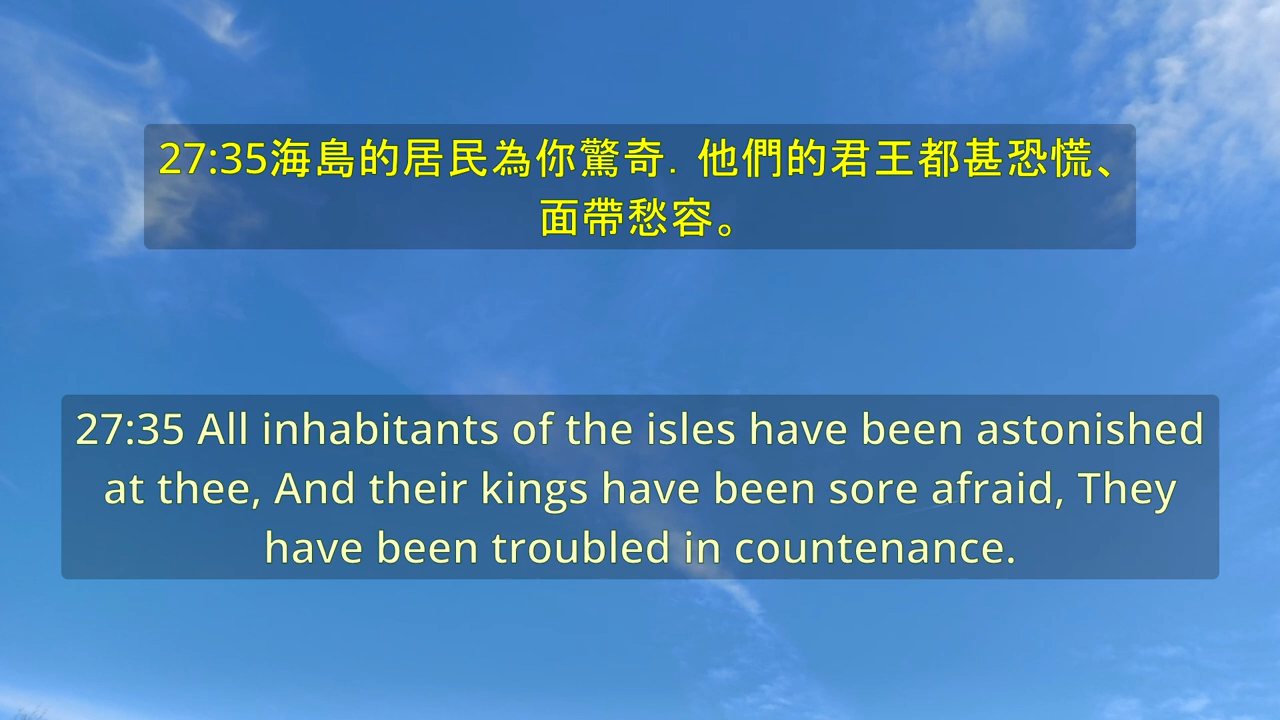 27:35海島的居民為你驚奇．他們的君王都甚恐慌、
面帶愁容。
27:35 All inhabitants of the isles have been astonished
at thee, And their kings have been sore afraid, They
have been troubled in countenance.